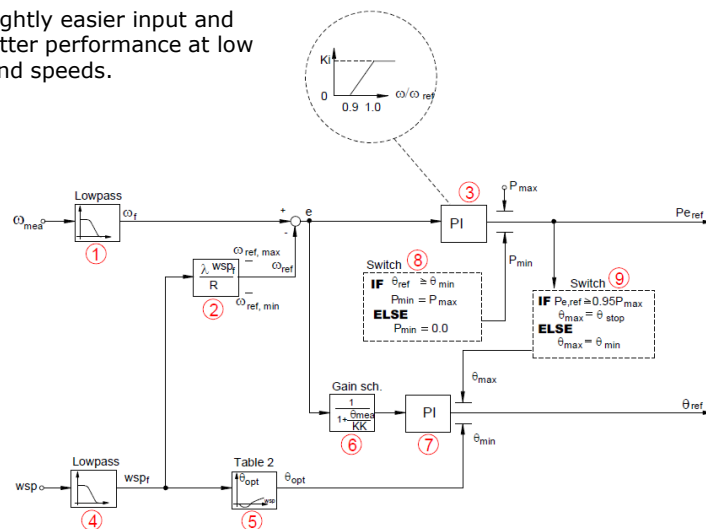 ghtly easier input and
tter performance at low
nd speeds.
Ki
0
0.9 1.0
ω/ω ref
Lowpass
ω mea
ω f
1
+
-
e
3
PI
P max
P min
Pe ref
ω ref, max
λ wsp f
R
ω ref
ω ref, min
2
Switch
8
IF θ ref ≥ θ min
P min = P max
ELSE
P min = 0.0
Switch
9
IF P e,ref ≥ 0.95P max
θ max = θ stop
ELSE
θ max = θ min
θ max
Gain sch.
1
1+ θ mea
KK
6
PI
7
θ ref
θ min
Lowpass
wsp
wsp f
4
Table 2
θ opt
wsp
5
θ opt